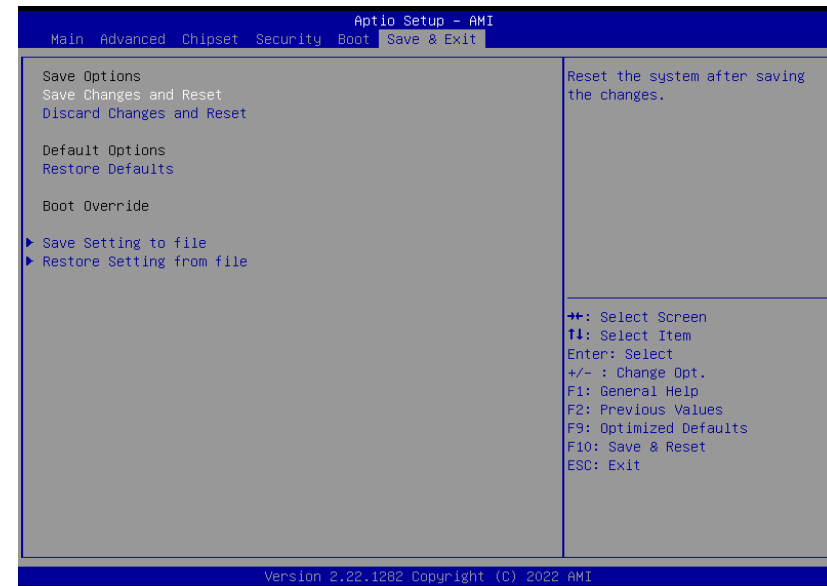 Aptio Setup – AMI
Main Advanced Chipset Security Boot Save & Exit
Save Options
Save Changes and Reset
Discard Changes and Reset
Default Options
Restore Defaults
Boot Override
Save Setting to file
Restore Setting from file
Reset the system after saving
the changes.
→←: Select Screen
↑↓: Select Item
Enter: Select
+/- : Change Opt.
F1: General Help
F2: Previous Values
F9: Optimized Defaults
F10: Save & Reset
ESC: Exit
Version 2.22.1282 Copyright (C) 2022 AMI